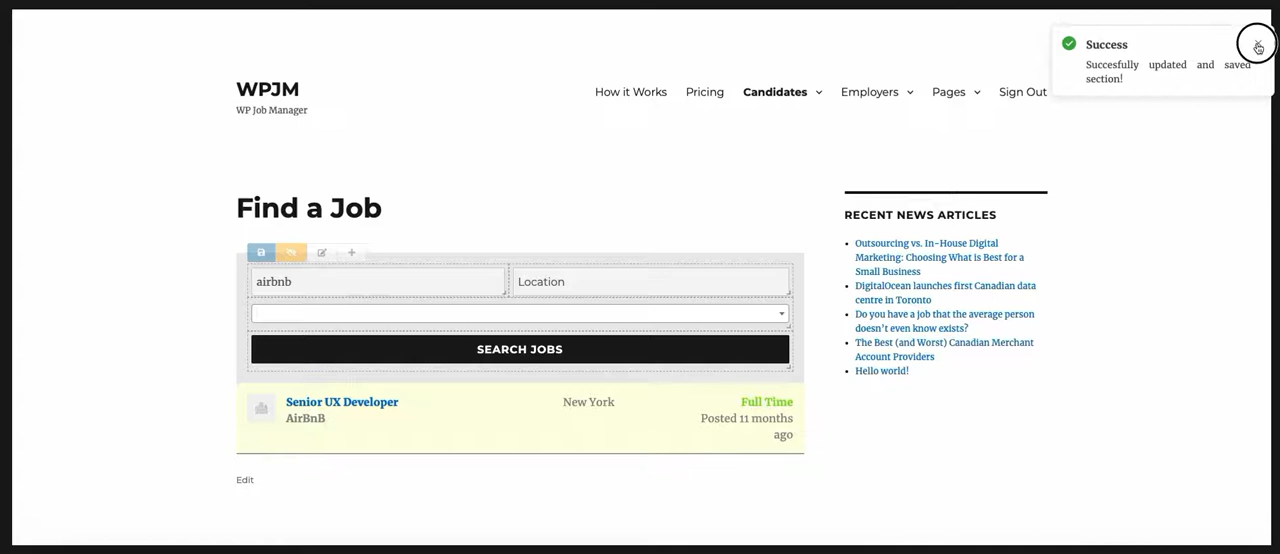 Success
Succesfully updated and saved
section!
WPJM
WP Job Manager
How it Works Pricing Candidates Employers Pages Sign Out
Find a Job
airbnb Location
SEARCH JOBS
Senior UX Developer New York Full Time
AirBnB Posted 11 months
ago
Edit
RECENT NEWS ARTICLES
Outsourcing vs. In-House Digital
Marketing: Choosing What is Best for a
Small Business
DigitalOcean launches first Canadian data
centre in Toronto
Do you have a job that the average person
doesn't even know exists?
The Best (and Worst) Canadian Merchant
Account Providers
Hello world!